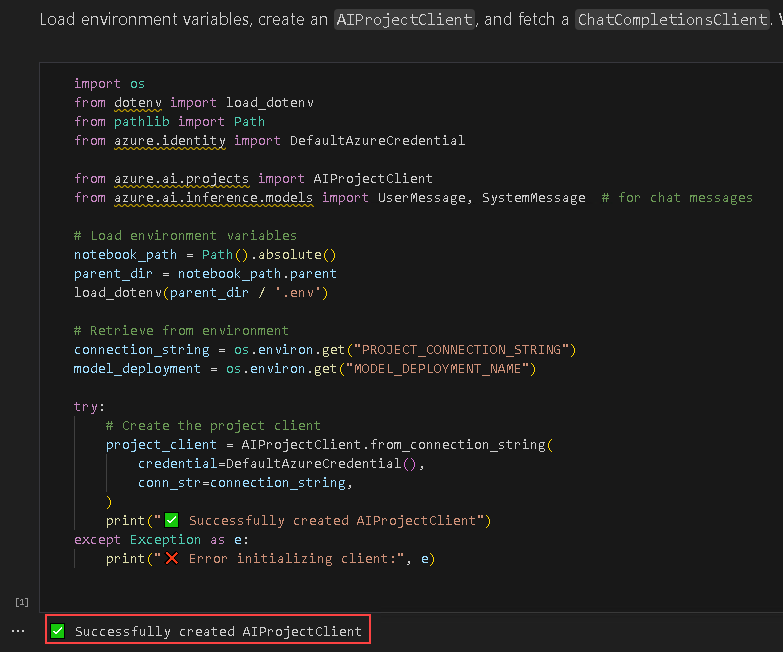 Load environment variables, create an AIProjectClient, and fetch a ChatCompletionsClient.
import os
from dotenv import load_dotenv
from pathlib import Path
from azure.identity import DefaultAzureCredential
from azure.ai.projects import AIProjectClient
from azure.ai.inference.models import UserMessage, SystemMessage  # for chat messages
# Load environment variables
notebook_path = Path().absolute()
parent_dir = notebook_path.parent
load_dotenv(parent_dir / '.env')
# Retrieve from environment
connection_string = os.environ.get("PROJECT_CONNECTION_STRING")
model_deployment = os.environ.get("MODEL_DEPLOYMENT_NAME")
try:
    # Create the project client
    project_client = AIProjectClient.from_connection_string(
        credential=DefaultAzureCredential(),
        conn_str=connection_string,
    )
    print("✅ Successfully created AIProjectClient")
except Exception as e:
    print("❌ Error initializing client:", e)
[1]
... ✅ Successfully created AIProjectClient